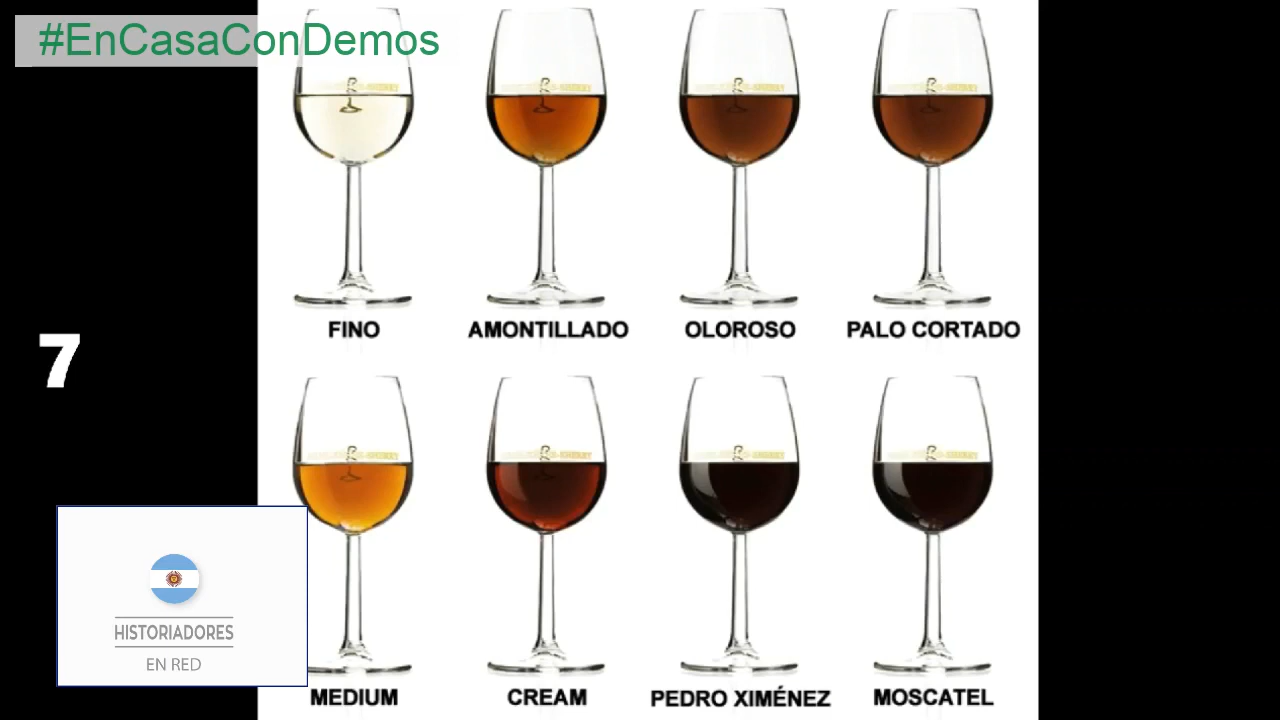 #EnCasaConDemos
FINO
AMONTILLADO
OLOROSO
PALO CORTADO
7
MEDIUM
CREAM
PEDRO XIMÉNEZ
MOSCATEL
HISTORIADORES
EN RED